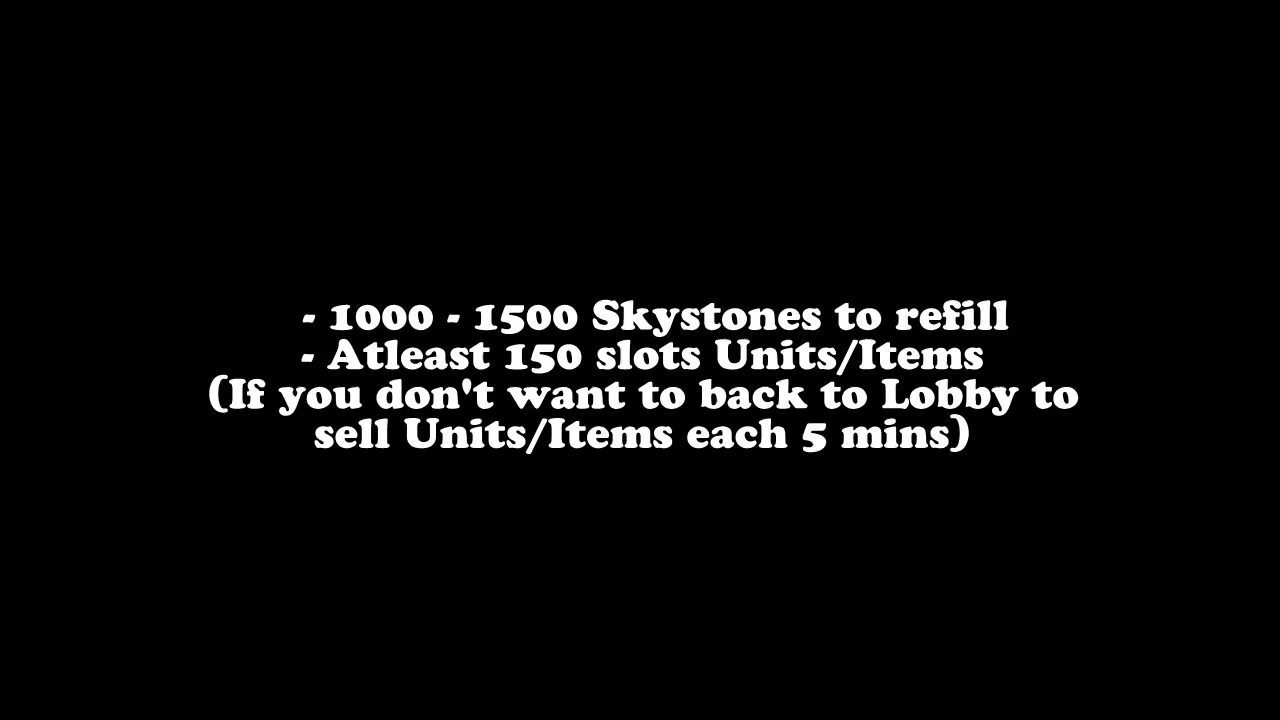 - 1000 - 1500 Skystones to refill
- Atleast 150 slots Units/Items
(If you don't want to back to Lobby to
sell Units/Items each 5 mins)